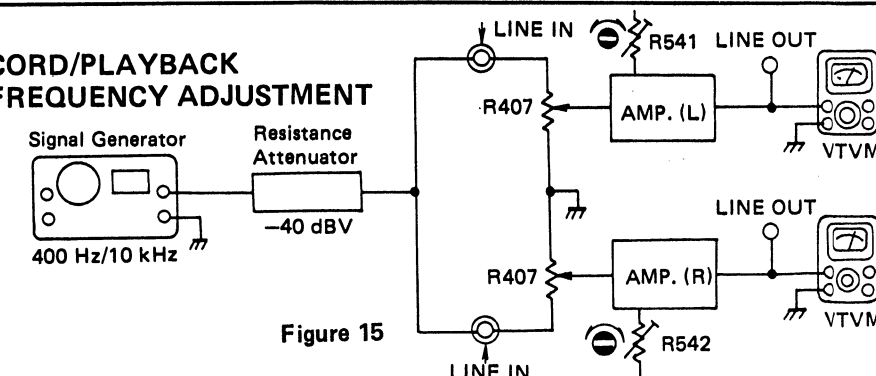 CORD/PLAYBACK
FREQUENCY ADJUSTMENT
Signal Generator
400 Hz/10 kHz
Resistance
Attenuator
−40 dBV
Figure 15
LINE IN
R407
R541
AMP. (L)
LINE OUT
VTVM
R407
AMP. (R)
LINE OUT
VTVM
R542
LINE IN